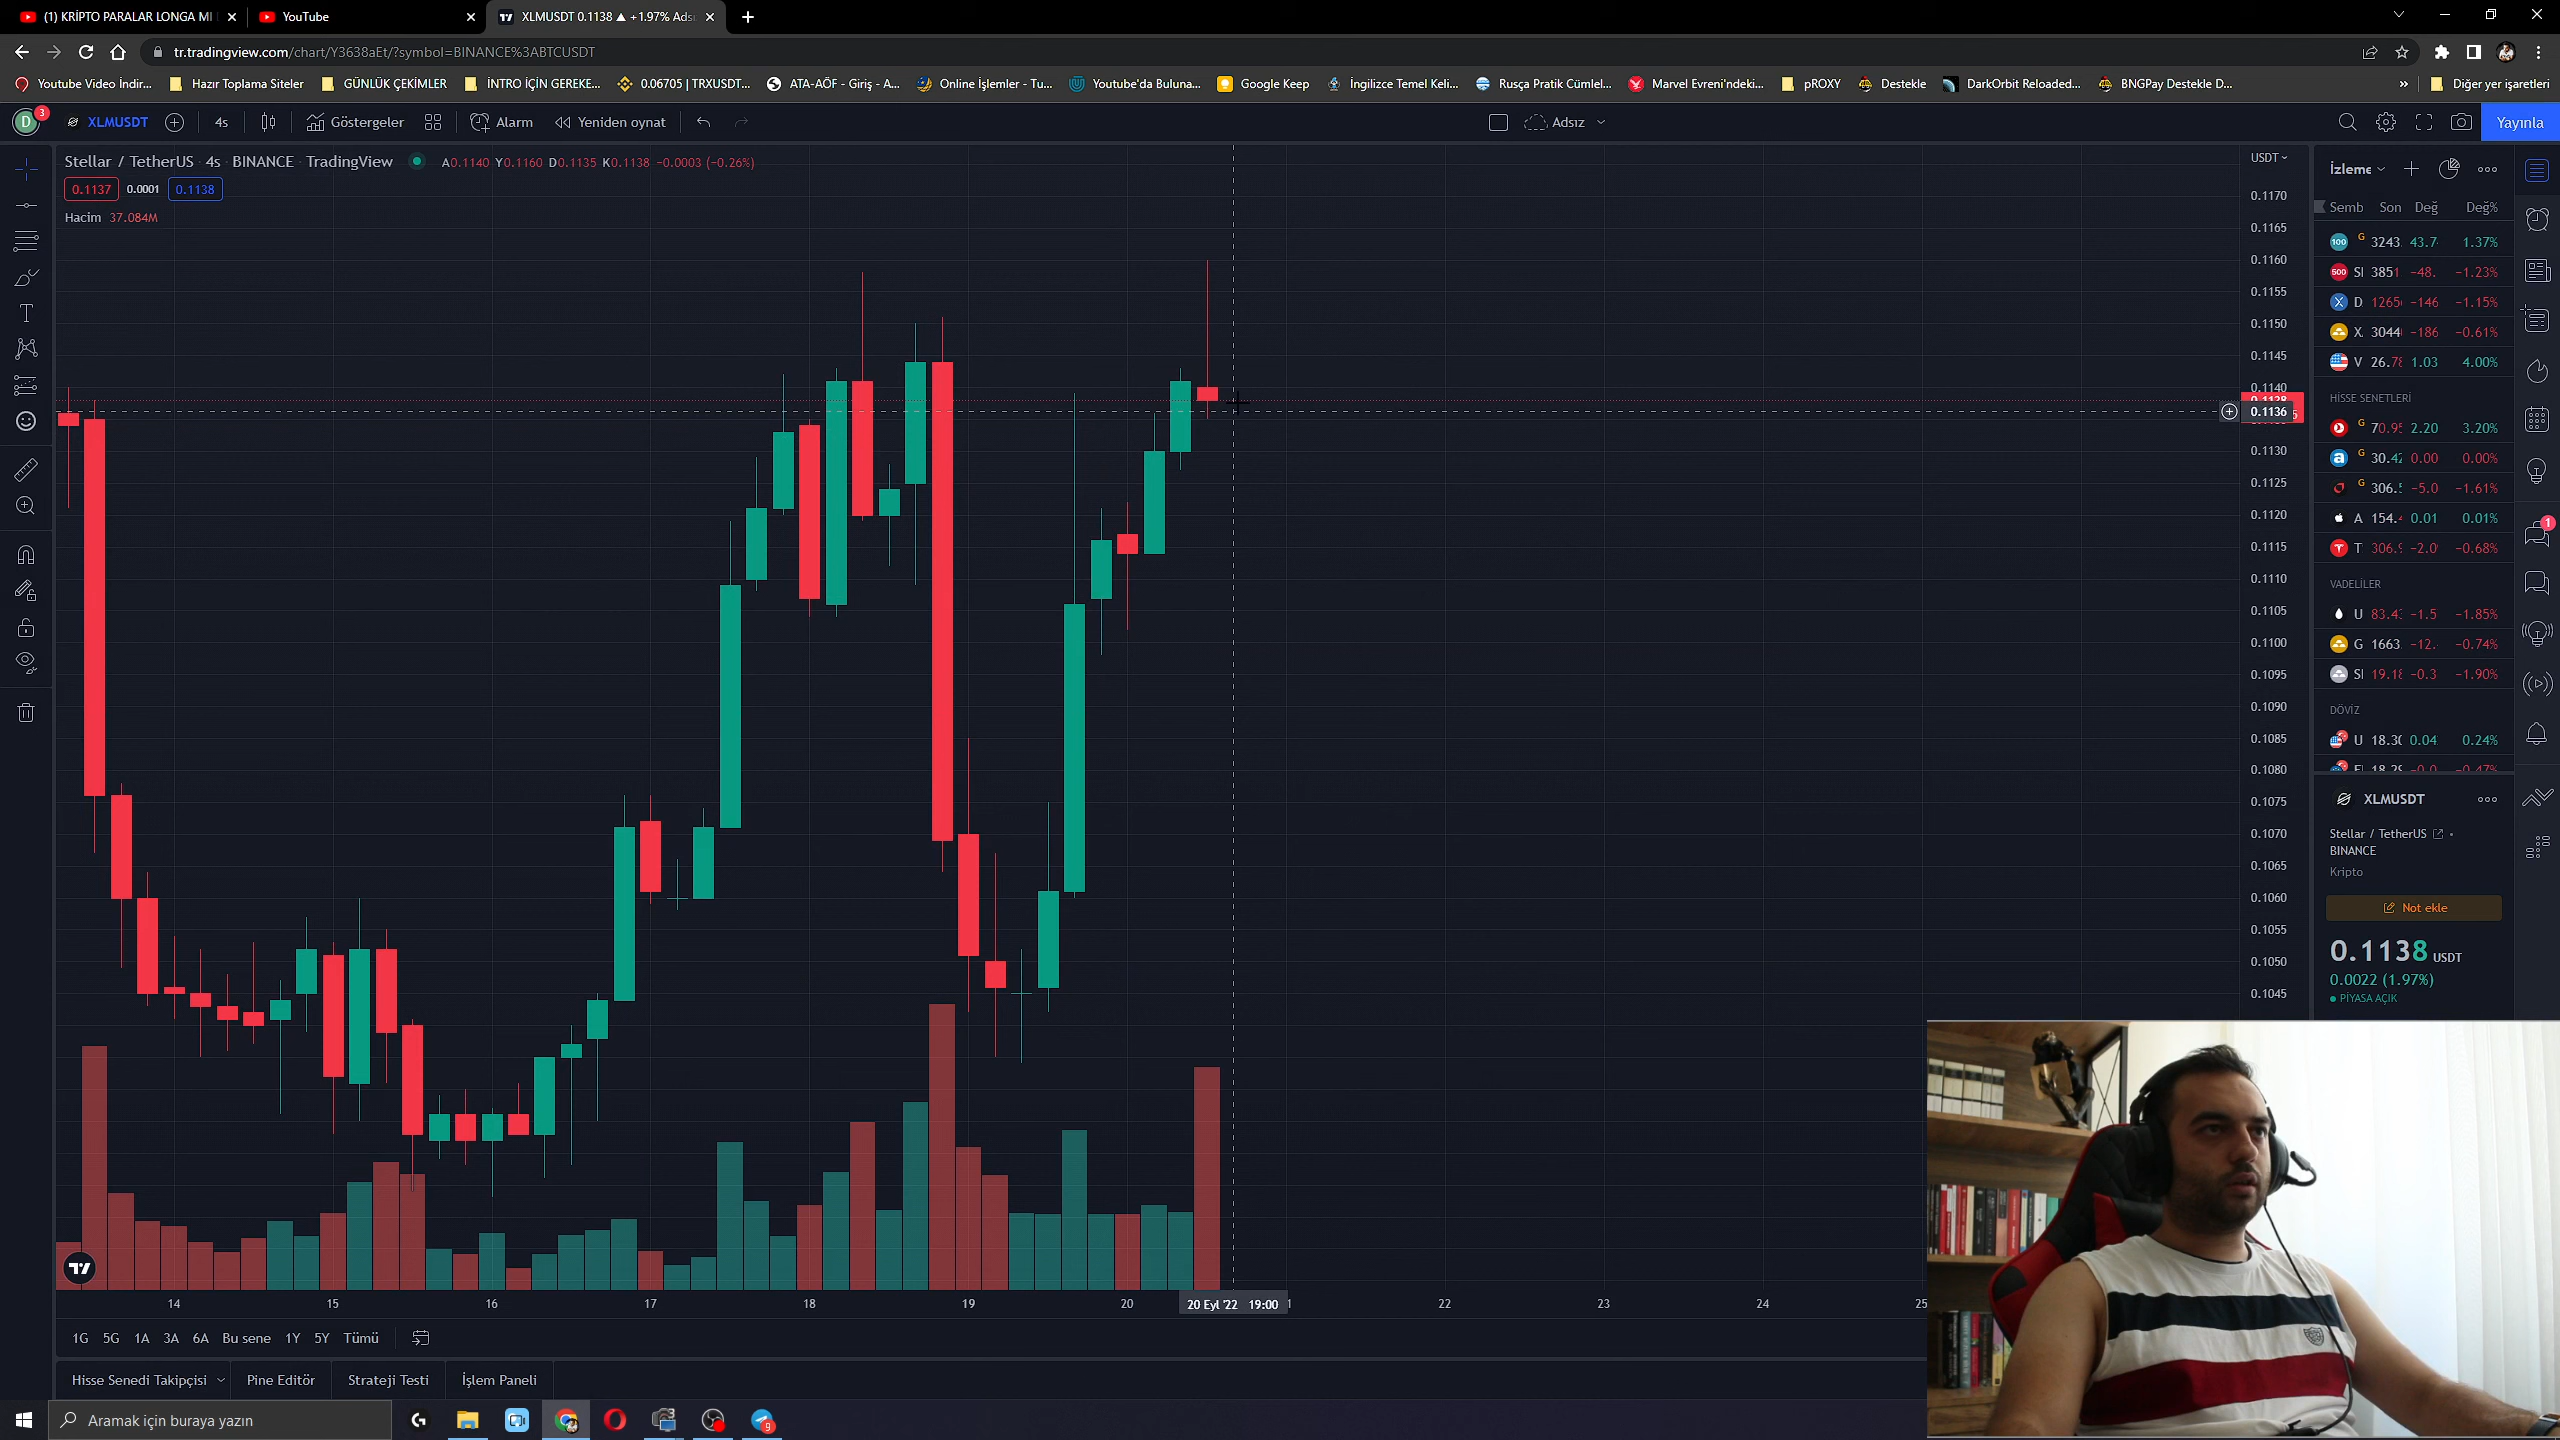 (1) KRİPTO PARALAR LONGA MI
YouTube
XLMUSDT 0.1138 ▲ +1.97% Adsı
tr.tradingview.com/chart/Y3638aEt/?symbol=BINANCE%3ABTCUSDT
Youtube Video İndir...
Hazır Toplama Siteler
GÜNLÜK ÇEKİMLER
İNTRO İÇİN GEREKE...
0.06705 | TRXUSDT...
ATA-AÖF - Giriş - A...
Online İşlemler - Tu...
Youtube'da Buluna...
Google Keep
İngilizce Temel Keli...
Rusça Pratik Cümlel...
Marvel Evreni'ndeki...
pROXY
Destekle
DarkOrbit Reloaded...
BNGPay Destekle D...
»
Diğer yer işaretleri
D
3
XLMUSDT
4s
Göstergeler
Alarm
Yeniden oynat
Adsız
Yayınla
Stellar / TetherUS 4s BINANCE TradingView
A0.1140 Y0.1160 D0.1135 K0.1138 −0.0003 (−0.26%)
0.1137
0.0001
0.1138
Hacim 37.084M
USDT
0.1170
0.1165
0.1160
0.1155
0.1150
0.1145
0.1140
0.1136
0.1130
0.1125
0.1120
0.1115
0.1110
0.1105
0.1100
0.1095
0.1090
0.1085
0.1080
0.1075
0.1070
0.1065
0.1060
0.1055
0.1050
0.1045
İzleme
Semb Son Değ Değ%
100 G 3243. 43.7 1.37%
500 3851 −48. −1.23%
D 1265 −146 −1.15%
X. 3044 −186 −0.61%
V 26.78 1.03 4.00%
HİSSE SENETLERİ
G 70.95 2.20 3.20%
a G 30.42 0.00 0.00%
G 306.5 −5.0 −1.61%
A 154. 0.01 0.01%
T 306.9 −2.0 −0.68%
VADELİLER
U 83.43 −1.5 −1.85%
G 1663. −12. −0.74%
SI 19.18 −0.3 −1.90%
DÖVİZ
U 18.30 0.04 0.24%
1
XLMUSDT
Stellar / TetherUS
BINANCE
Kripto
Not ekle
0.1138 USDT
0.0022 (1.97%)
PİYASA AÇIK
14
15
16
17
18
19
20
20 Eyl '22 19:00
22
23
24
25
1G 5G 1A 3A 6A Bu sene 1Y 5Y Tümü
Hisse Senedi Takipçisi
Pine Editör
Strateji Testi
İşlem Paneli
Aramak için buraya yazın
9